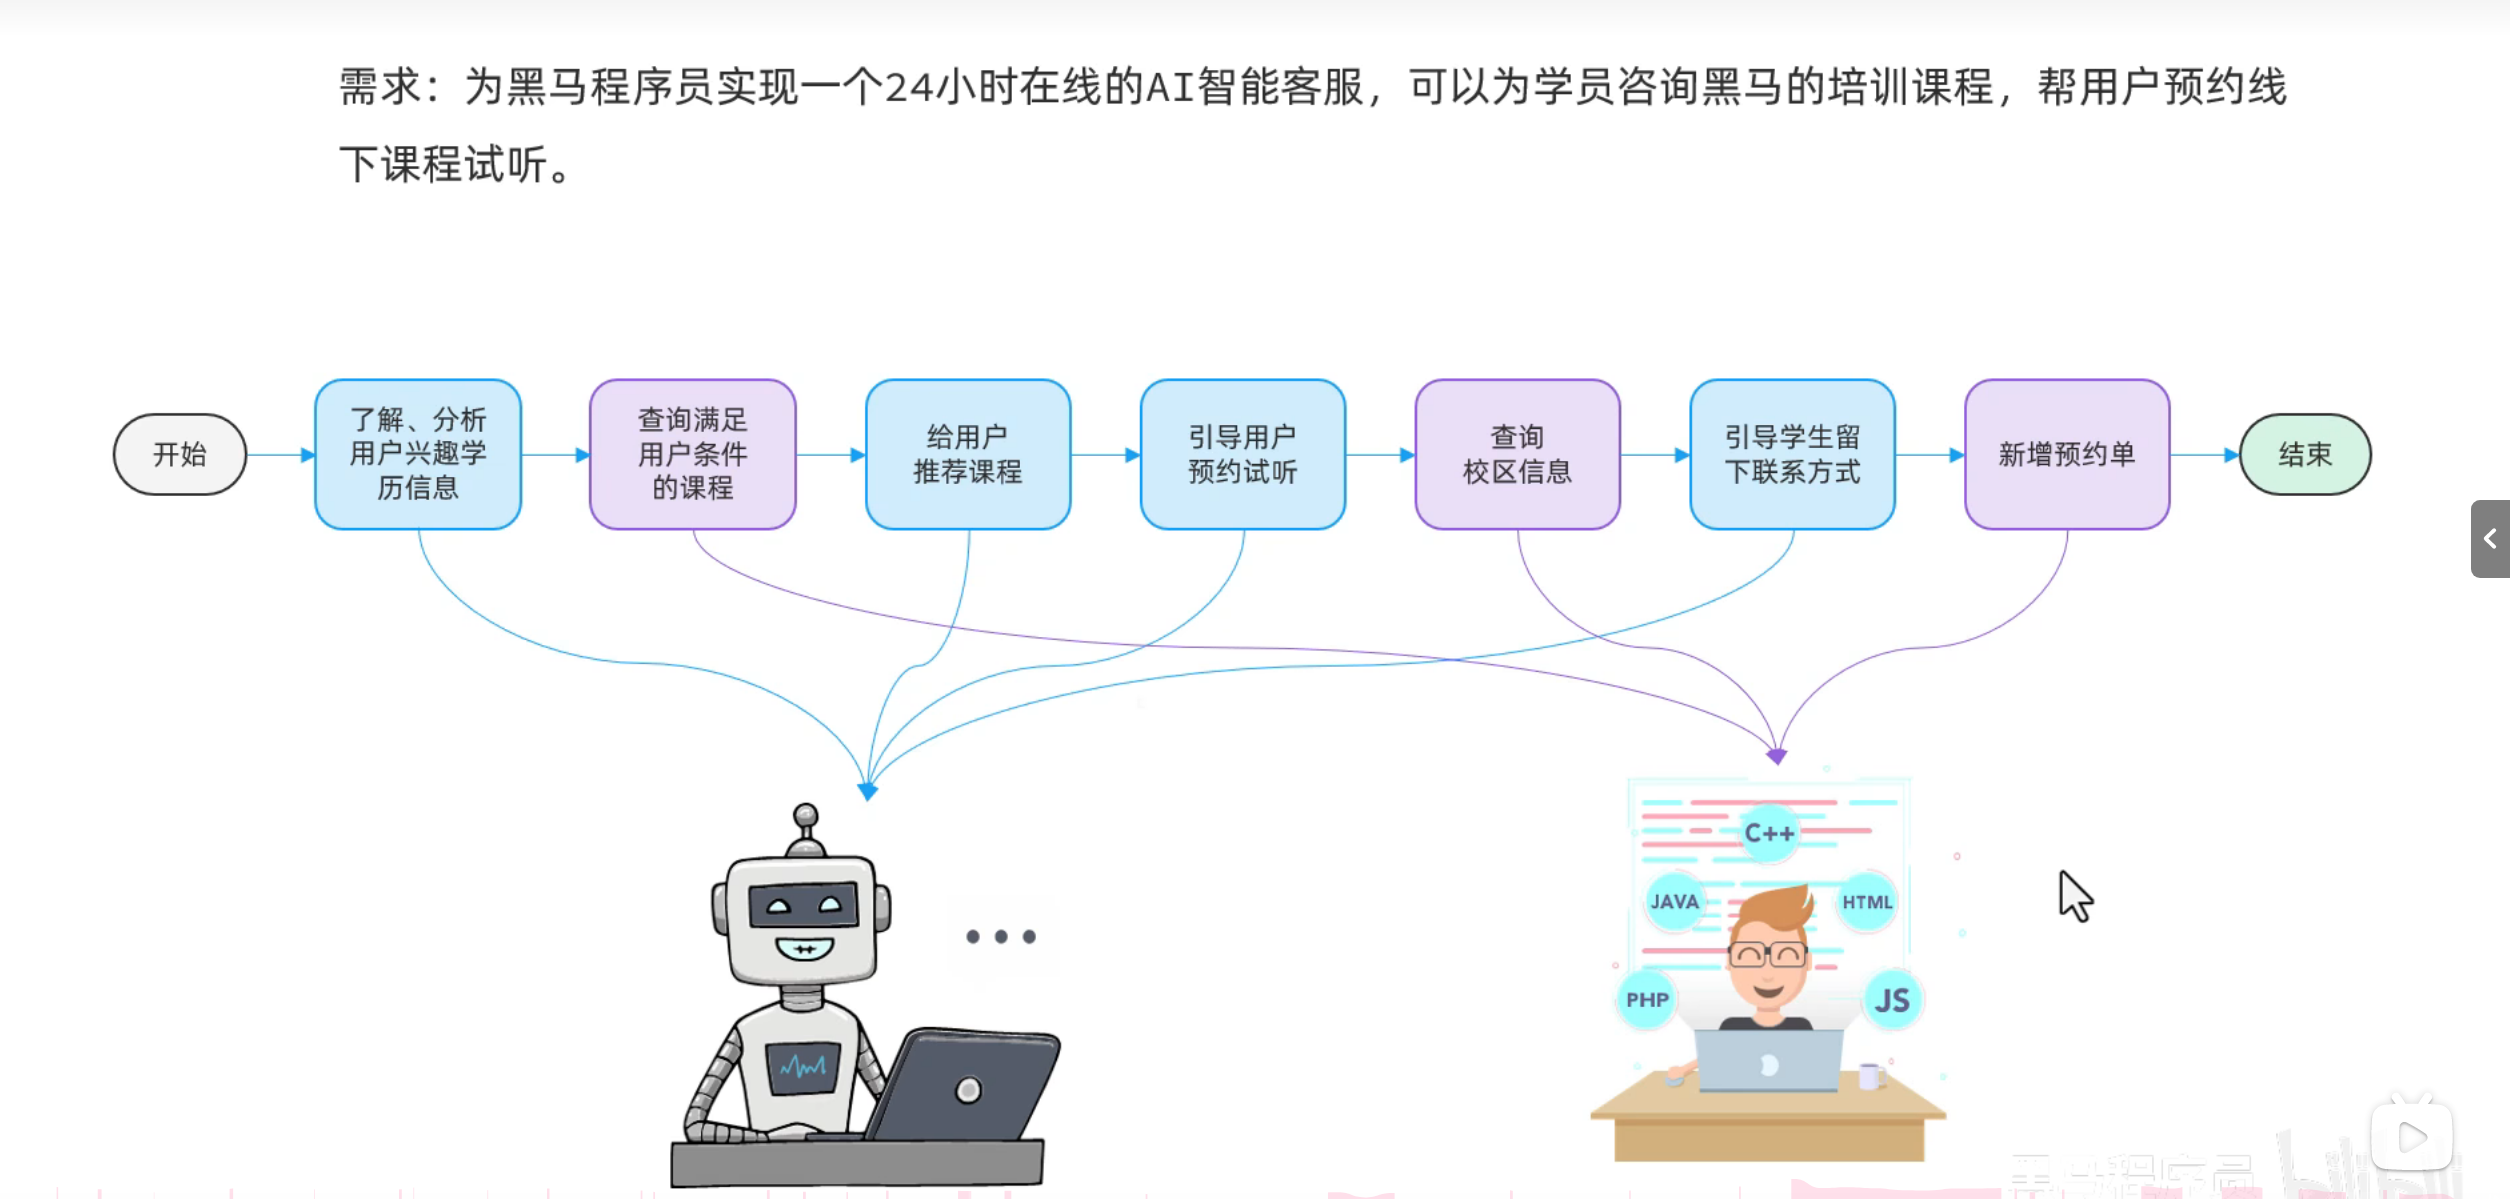 需求：为黑马程序员实现一个24小时在线的AI智能客服，可以为学员咨询黑马的培训课程，帮用户预约线
下课程试听。
开始
了解、分析
用户兴趣学
历信息
查询满足
用户条件
的课程
给用户
推荐课程
引导用户
预约试听
查询
校区信息
引导学生留
下联系方式
新增预约单
结束
C++
JAVA
HTML
PHP
JS
黑马程序员